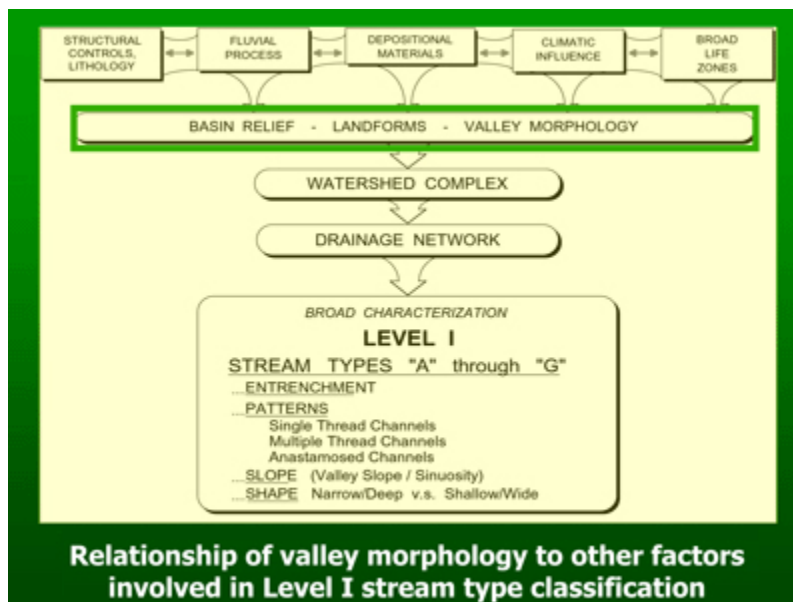 STRUCTURAL
CONTROLS,
LITHOLOGY
FLUVIAL
PROCESS
DEPOSITIONAL
MATERIALS
CLIMATIC
INFLUENCE
BROAD
LIFE
ZONES
BASIN RELIEF - LANDFORMS - VALLEY MORPHOLOGY
WATERSHED COMPLEX
DRAINAGE NETWORK
BROAD CHARACTERIZATION
LEVEL I
STREAM TYPES "A" through "G"
...ENTRENCHMENT
...PATTERNS
Single Thread Channels
Multiple Thread Channels
Anastamosed Channels
...SLOPE (Valley Slope / Sinuosity)
...SHAPE Narrow/Deep v.s. Shallow/Wide
Relationship of valley morphology to other factors
involved in Level I stream type classification